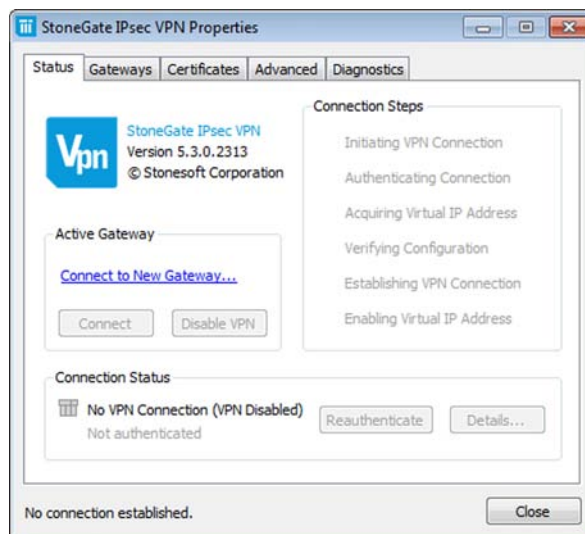 StoneGate IPsec VPN Properties
Status Gateways Certificates Advanced Diagnostics
Vpn
StoneGate IPsec VPN
Version 5.3.0.2313
© Stonesoft Corporation
Active Gateway
Connect to New Gateway...
Connect Disable VPN
Connection Steps
Initiating VPN Connection
Authenticating Connection
Acquiring Virtual IP Address
Verifying Configuration
Establishing VPN Connection
Enabling Virtual IP Address
Connection Status
No VPN Connection (VPN Disabled)
Not authenticated
Reauthenticate Details...
No connection established.
Close